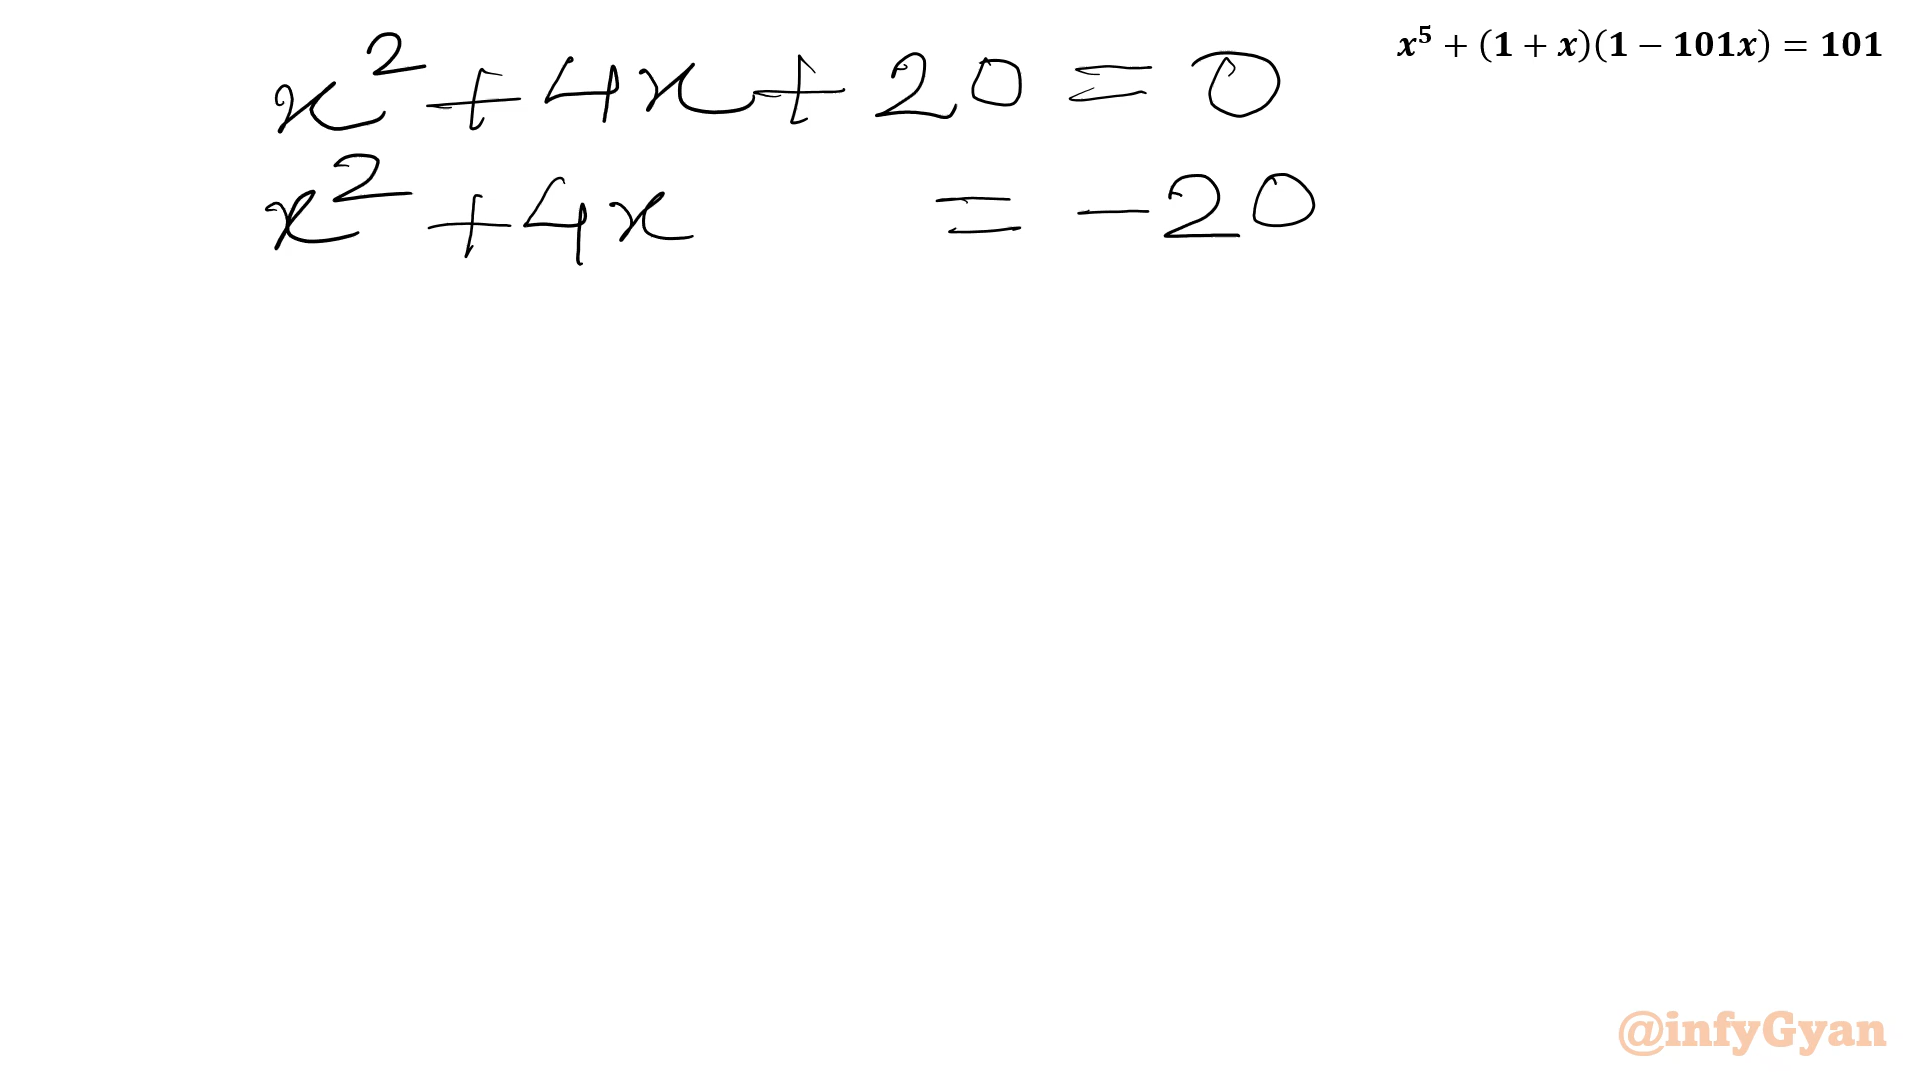 x² + 4x + 20 = 0
x⁵ + (1 + x)(1 − 101x) = 101
x² + 4x = −20
@infyGyan